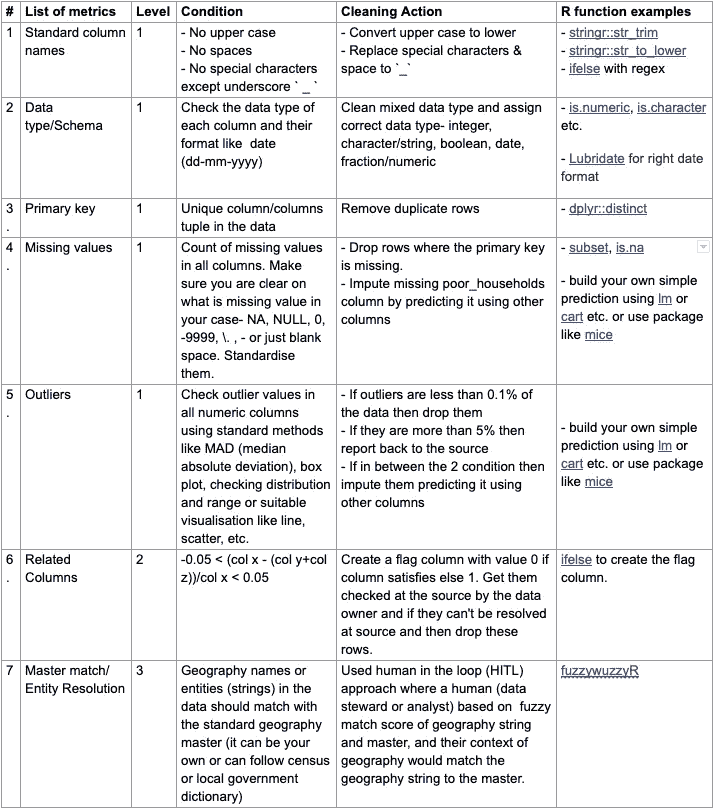 # List of metrics Level Condition Cleaning Action R function examples
1 Standard column names 1 - No upper case
- No spaces
- No special characters
except underscore ` _ `
- Convert upper case to lower
- Replace special characters &
space to `_`
- stringr::str_trim
- stringr::str_to_lower
- ifelse with regex
2 Data
type/Schema
1
Check the data type of
each column and their
format like date
(dd-mm-yyyy)
Clean mixed data type and assign
correct data type- integer,
character/string, boolean, date,
fraction/numeric
- is.numeric, is.character
etc.
- Lubridate for right date
format
3
.
Primary key
1
Unique column/columns
tuple in the data
Remove duplicate rows
- dplyr::distinct
4
.
Missing values
1
Count of missing values
in all columns. Make
sure you are clear on
what is missing value in
your case- NA, NULL, 0,
-9999, \. , - or just blank
space. Standardise
them.
- Drop rows where the primary key
is missing.
- Impute missing poor_households
column by predicting it using other
columns
- subset, is.na
- build your own simple
prediction using lm or
cart etc. or use package
like mice
5
.
Outliers
1
Check outlier values in
all numeric columns
using standard methods
like MAD (median
absolute deviation), box
plot, checking distribution
and range or suitable
visualisation like line,
scatter, etc.
- If outliers are less than 0.1% of
the data then drop them
- If they are more than 5% then
report back to the source
- If in between the 2 condition then
impute them predicting it using
other columns
- build your own simple
prediction using lm or
cart etc. or use package
like mice
6
.
Related
Columns
2
-0.05 < (col x - (col y+col
z))/col x < 0.05
Create a flag column with value 0 if
column satisfies else 1. Get them
checked at the source by the data
owner and if they can't be resolved
at source and then drop these
rows.
ifelse to create the flag
column.
7
Master match/
Entity Resolution
3
Geography names or
entities (strings) in the
data should match with
the standard geography
master (it can be your
own or can follow census
or local government
dictionary)
Used human in the loop (HITL)
approach where a human (data
steward or analyst) based on fuzzy
match score of geography string
and master, and their context of
geography would match the
geography string to the master.
fuzzywuzzyR